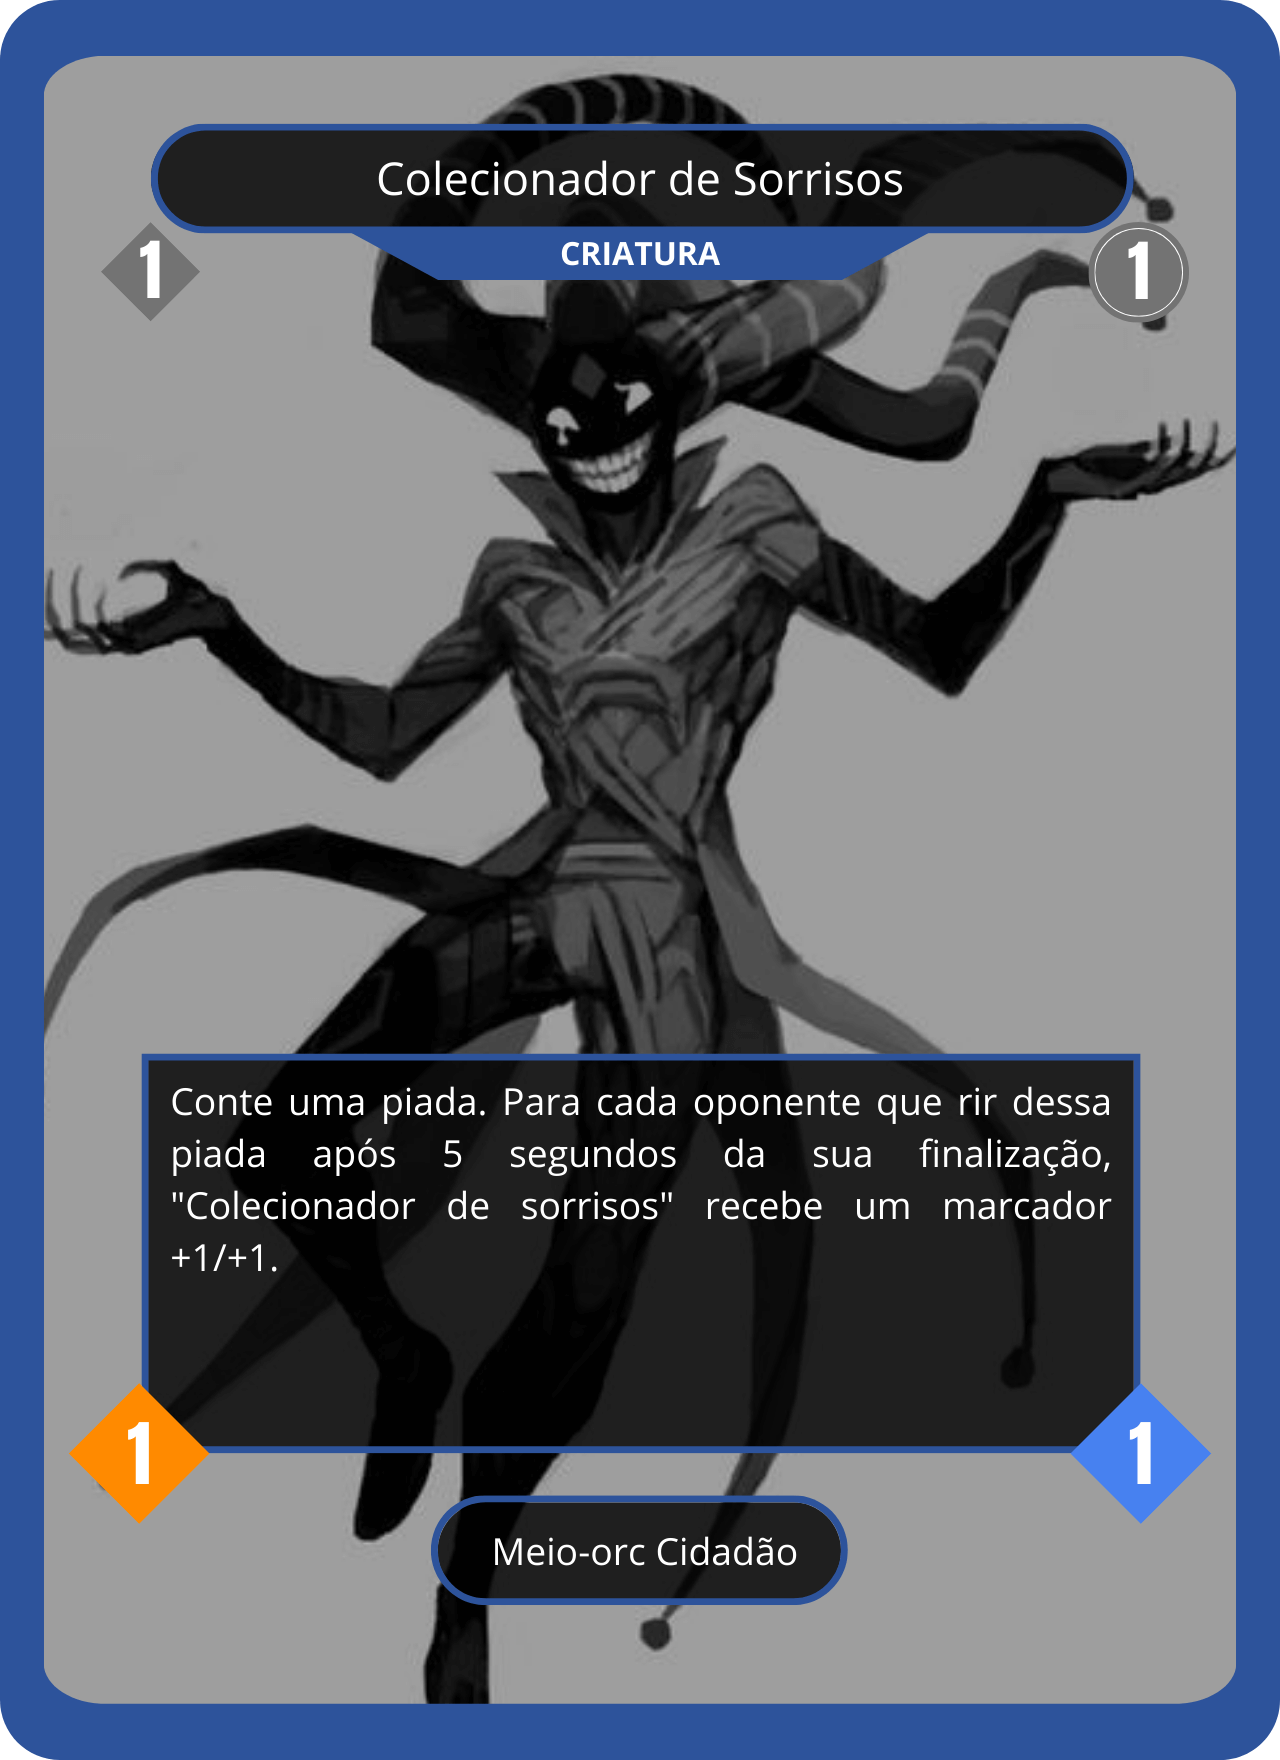 Colecionador de Sorrisos
CRIATURA
1
1
Conte uma piada. Para cada oponente que rir dessa
piada após 5 segundos da sua finalização,
"Colecionador de sorrisos" recebe um marcador
+1/+1.
1
1
Meio-orc Cidadão